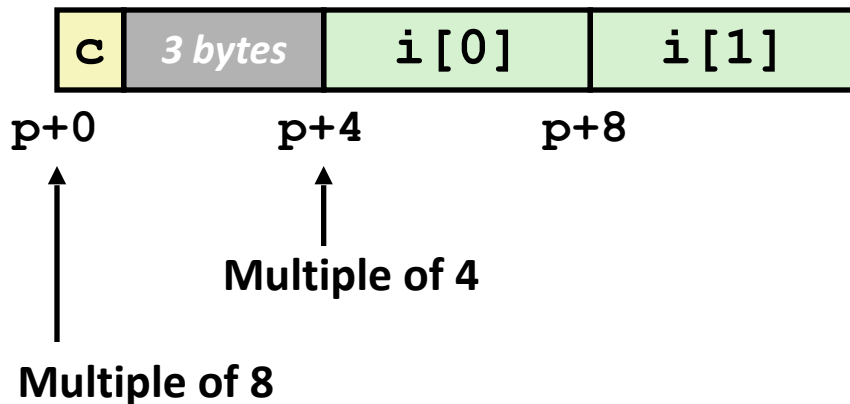 c 3 bytes i[0] i[1]
p+0 p+4 p+8
Multiple of 4
Multiple of 8